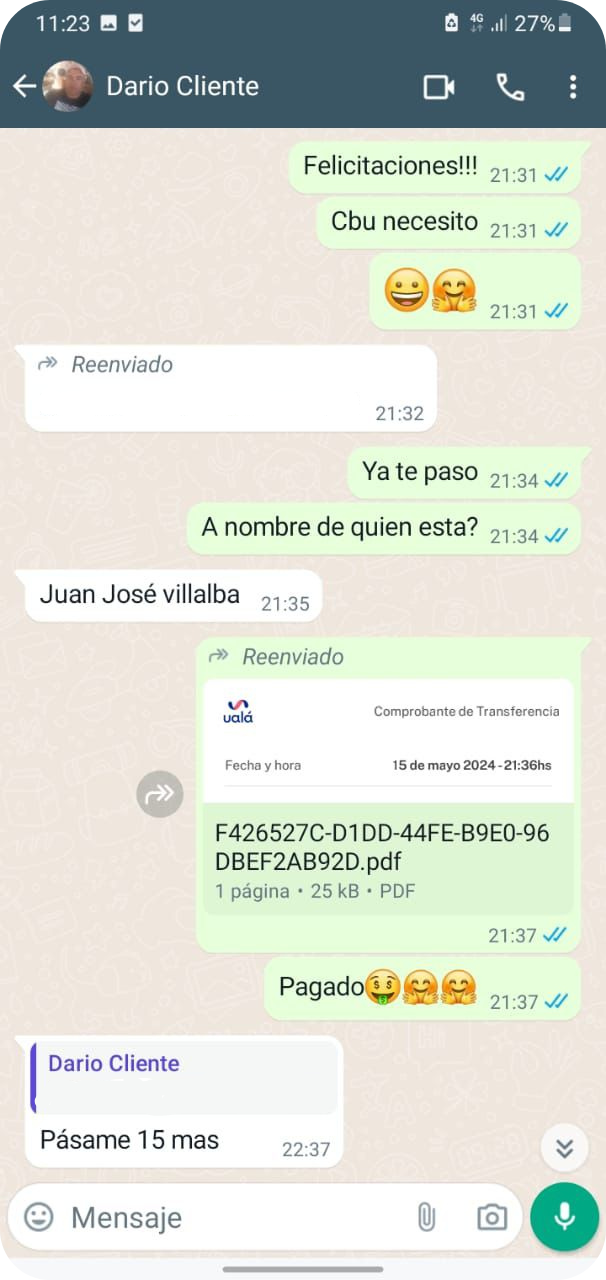 11:23 4G 27%
Dario Cliente
Felicitaciones!!! 21:31
Cbu necesito 21:31
😀🤗 21:31
Reenviado
21:32
Ya te paso 21:34
A nombre de quien esta? 21:34
Juan José villalba 21:35
Reenviado
ualá Comprobante de Transferencia
Fecha y hora 15 de mayo 2024 - 21:36hs
F426527C-D1DD-44FE-B9E0-96
DBEF2AB92D.pdf
1 página • 25 kB • PDF
21:37
Pagado🤑🤗🤗 21:37
Dario Cliente
Pásame 15 mas 22:37
Mensaje